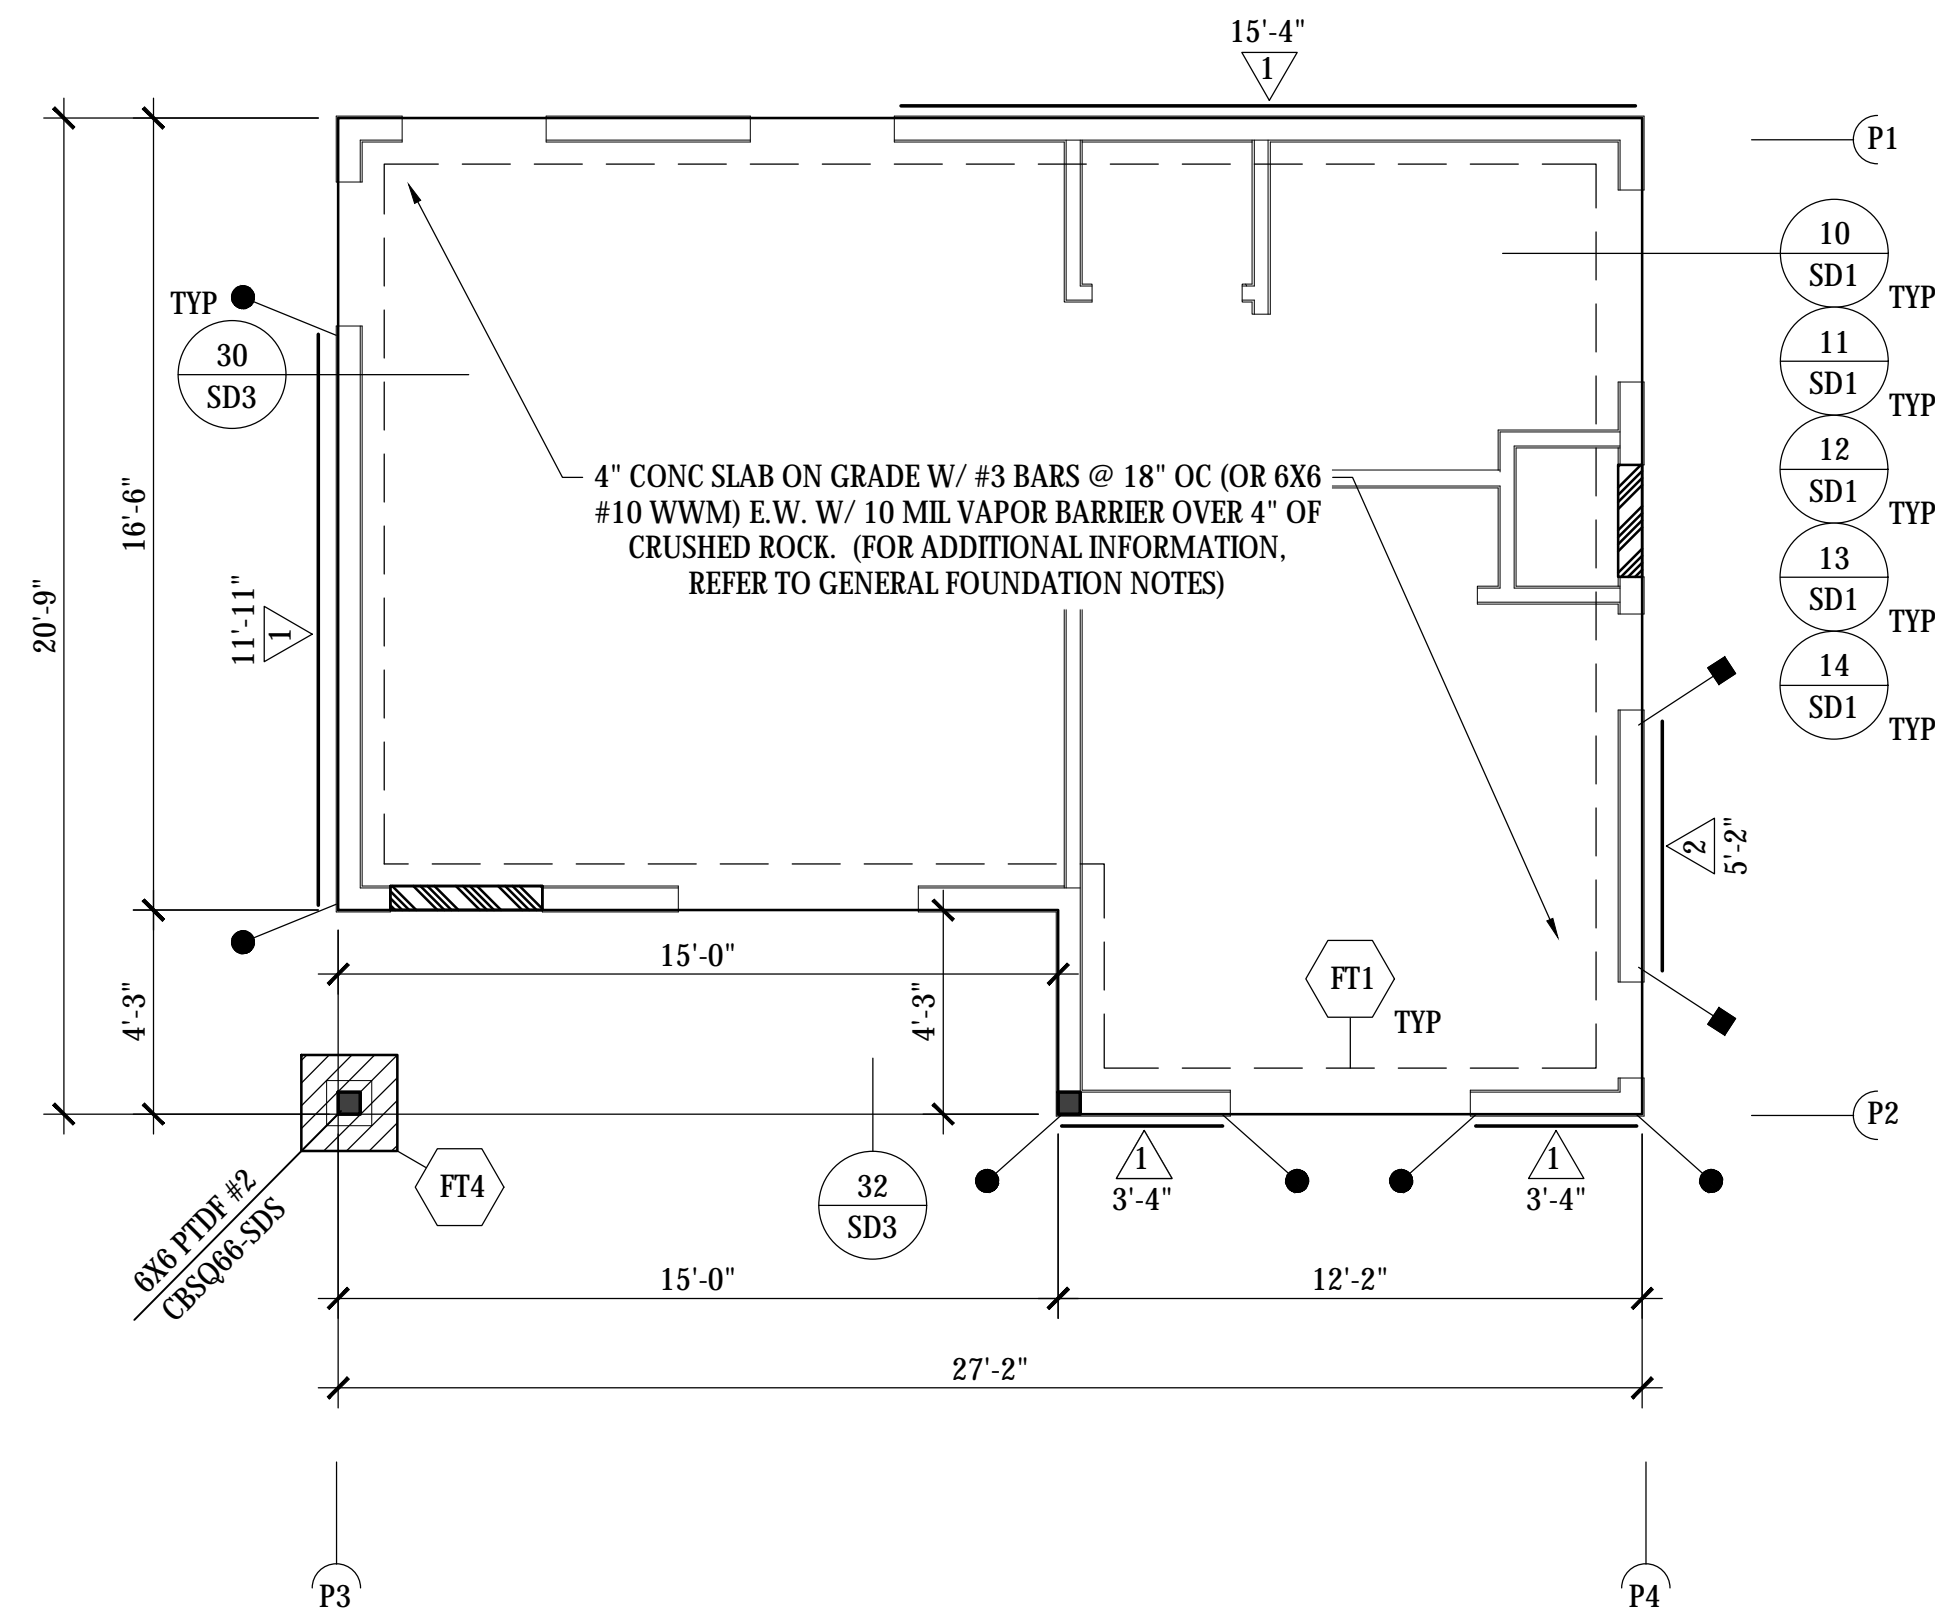 15'-4"
1
P1
10
SD1
TYP
11
SD1
TYP
12
SD1
TYP
13
SD1
TYP
14
SD1
TYP
TYP
30
SD3
4" CONC SLAB ON GRADE W/ #3 BARS @ 18" OC (OR 6X6
#10 WWM) E.W. W/ 10 MIL VAPOR BARRIER OVER 4" OF
CRUSHED ROCK. (FOR ADDITIONAL INFORMATION,
REFER TO GENERAL FOUNDATION NOTES)
16'-6"
20'-9"
11'-11"
1
2
5'-2"
15'-0"
4'-3"
4'-3"
FT1
TYP
P2
FT4
6X6 PTDF #2
CBSQ66-SDS
32
SD3
1
3'-4"
1
3'-4"
15'-0"
12'-2"
27'-2"
P3
P4